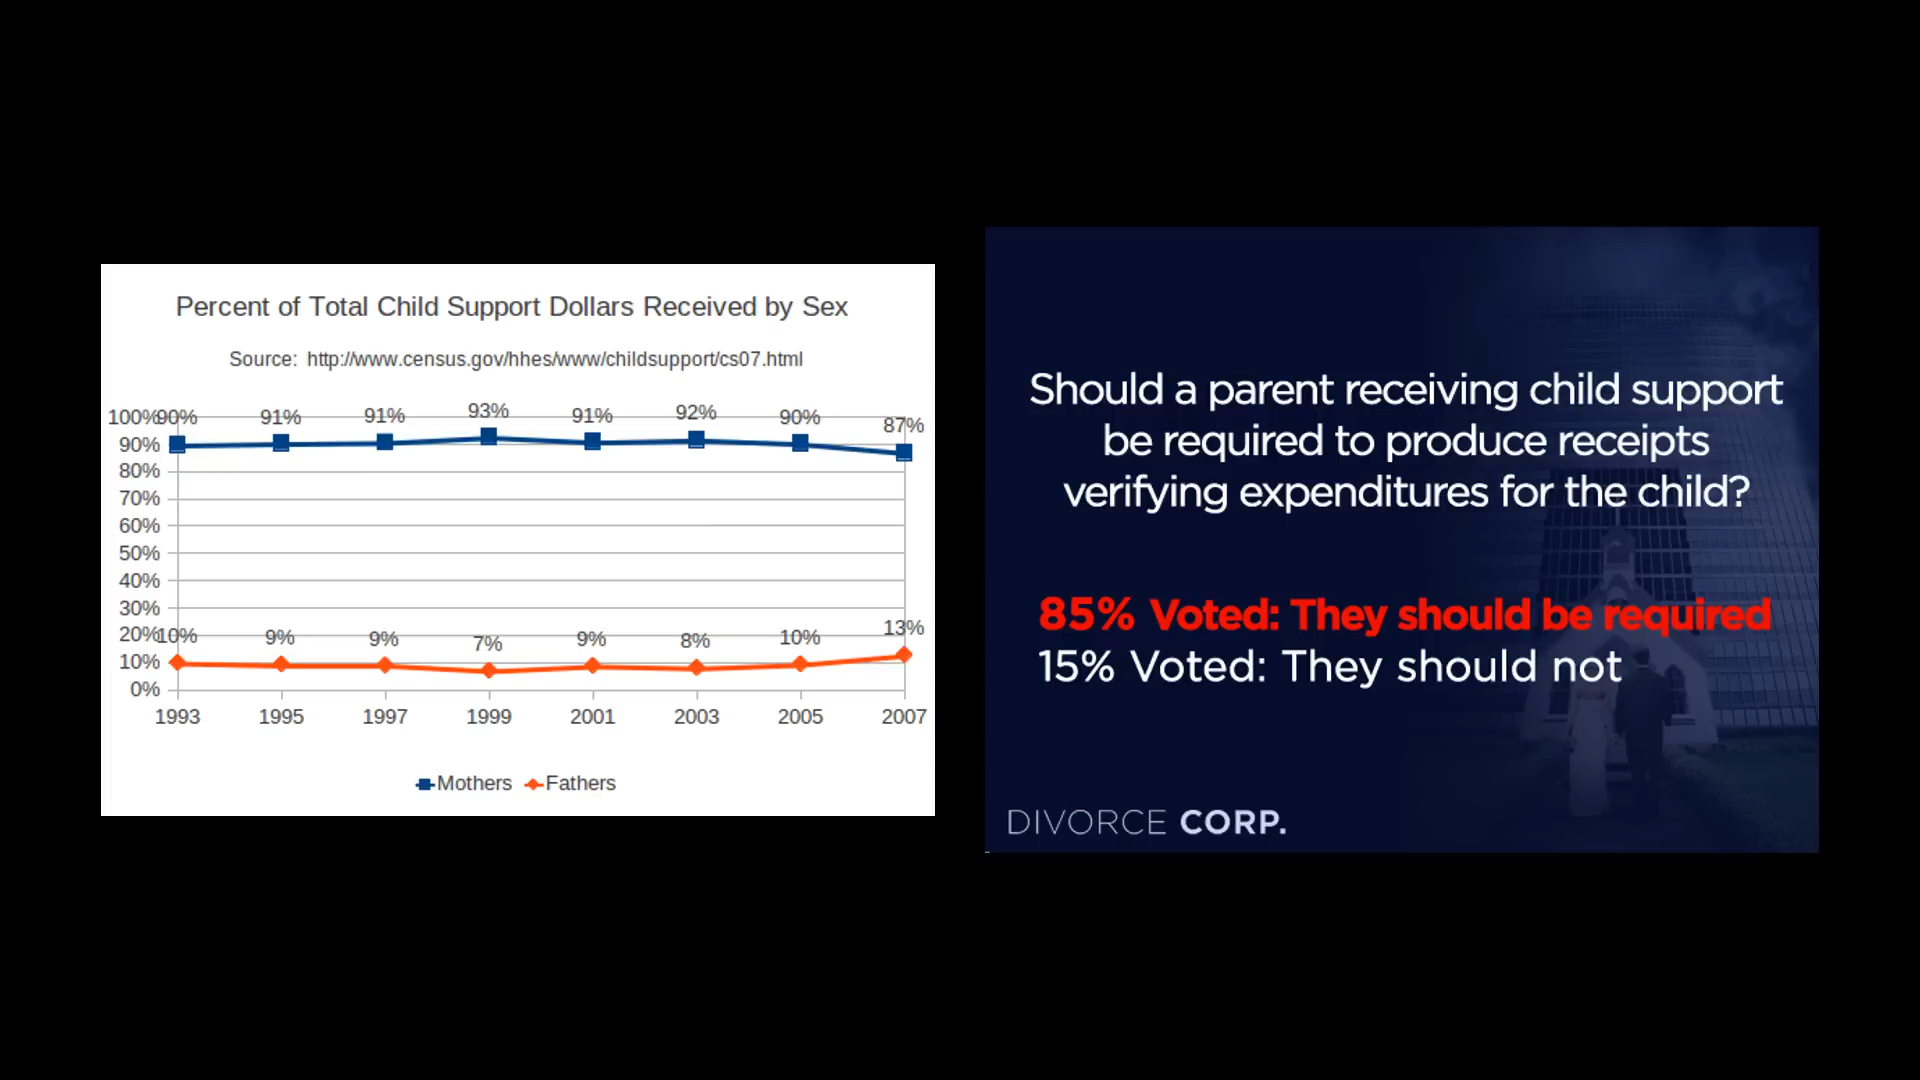 Percent of Total Child Support Dollars Received by Sex
Source: http://www.census.gov/hhes/www/childsupport/cs07.html
100%
90%
80%
70%
60%
50%
40%
30%
20%
10%
0%
90% 91% 91% 93% 91% 92% 90% 87%
10% 9% 9% 7% 9% 8% 10% 13%
1993 1995 1997 1999 2001 2003 2005 2007
Mothers Fathers
Should a parent receiving child support
be required to produce receipts
verifying expenditures for the child?
85% Voted: They should be required
15% Voted: They should not
DIVORCE CORP.